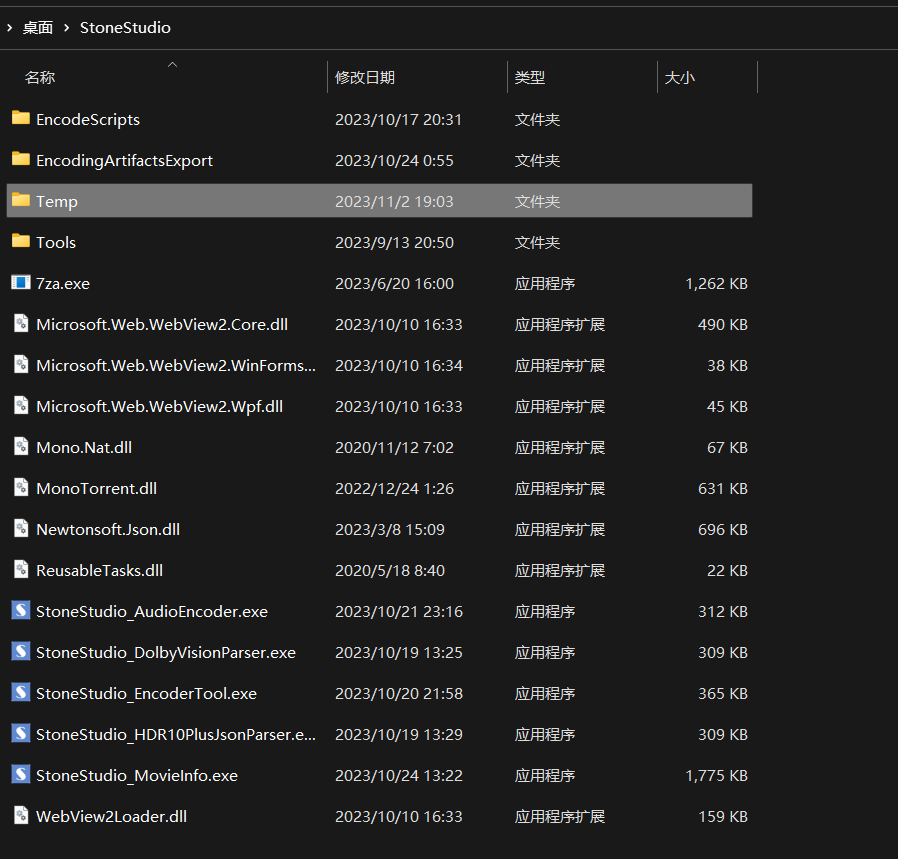 桌面 StoneStudio
名称 修改日期 类型 大小
EncodeScripts 2023/10/17 20:31 文件夹
EncodingArtifactsExport 2023/10/24 0:55 文件夹
Temp 2023/11/2 19:03 文件夹
Tools 2023/9/13 20:50 文件夹
7za.exe 2023/6/20 16:00 应用程序 1,262 KB
Microsoft.Web.WebView2.Core.dll 2023/10/10 16:33 应用程序扩展 490 KB
Microsoft.Web.WebView2.WinForms... 2023/10/10 16:34 应用程序扩展 38 KB
Microsoft.Web.WebView2.Wpf.dll 2023/10/10 16:33 应用程序扩展 45 KB
Mono.Nat.dll 2020/11/12 7:02 应用程序扩展 67 KB
MonoTorrent.dll 2022/12/24 1:26 应用程序扩展 631 KB
Newtonsoft.Json.dll 2023/3/8 15:09 应用程序扩展 696 KB
ReusableTasks.dll 2020/5/18 8:40 应用程序扩展 22 KB
StoneStudio_AudioEncoder.exe 2023/10/21 23:16 应用程序 312 KB
StoneStudio_DolbyVisionParser.exe 2023/10/19 13:25 应用程序 309 KB
StoneStudio_EncoderTool.exe 2023/10/20 21:58 应用程序 365 KB
StoneStudio_HDR10PlusJsonParser.e... 2023/10/19 13:29 应用程序 309 KB
StoneStudio_MovieInfo.exe 2023/10/24 13:22 应用程序 1,775 KB
WebView2Loader.dll 2023/10/10 16:33 应用程序扩展 159 KB